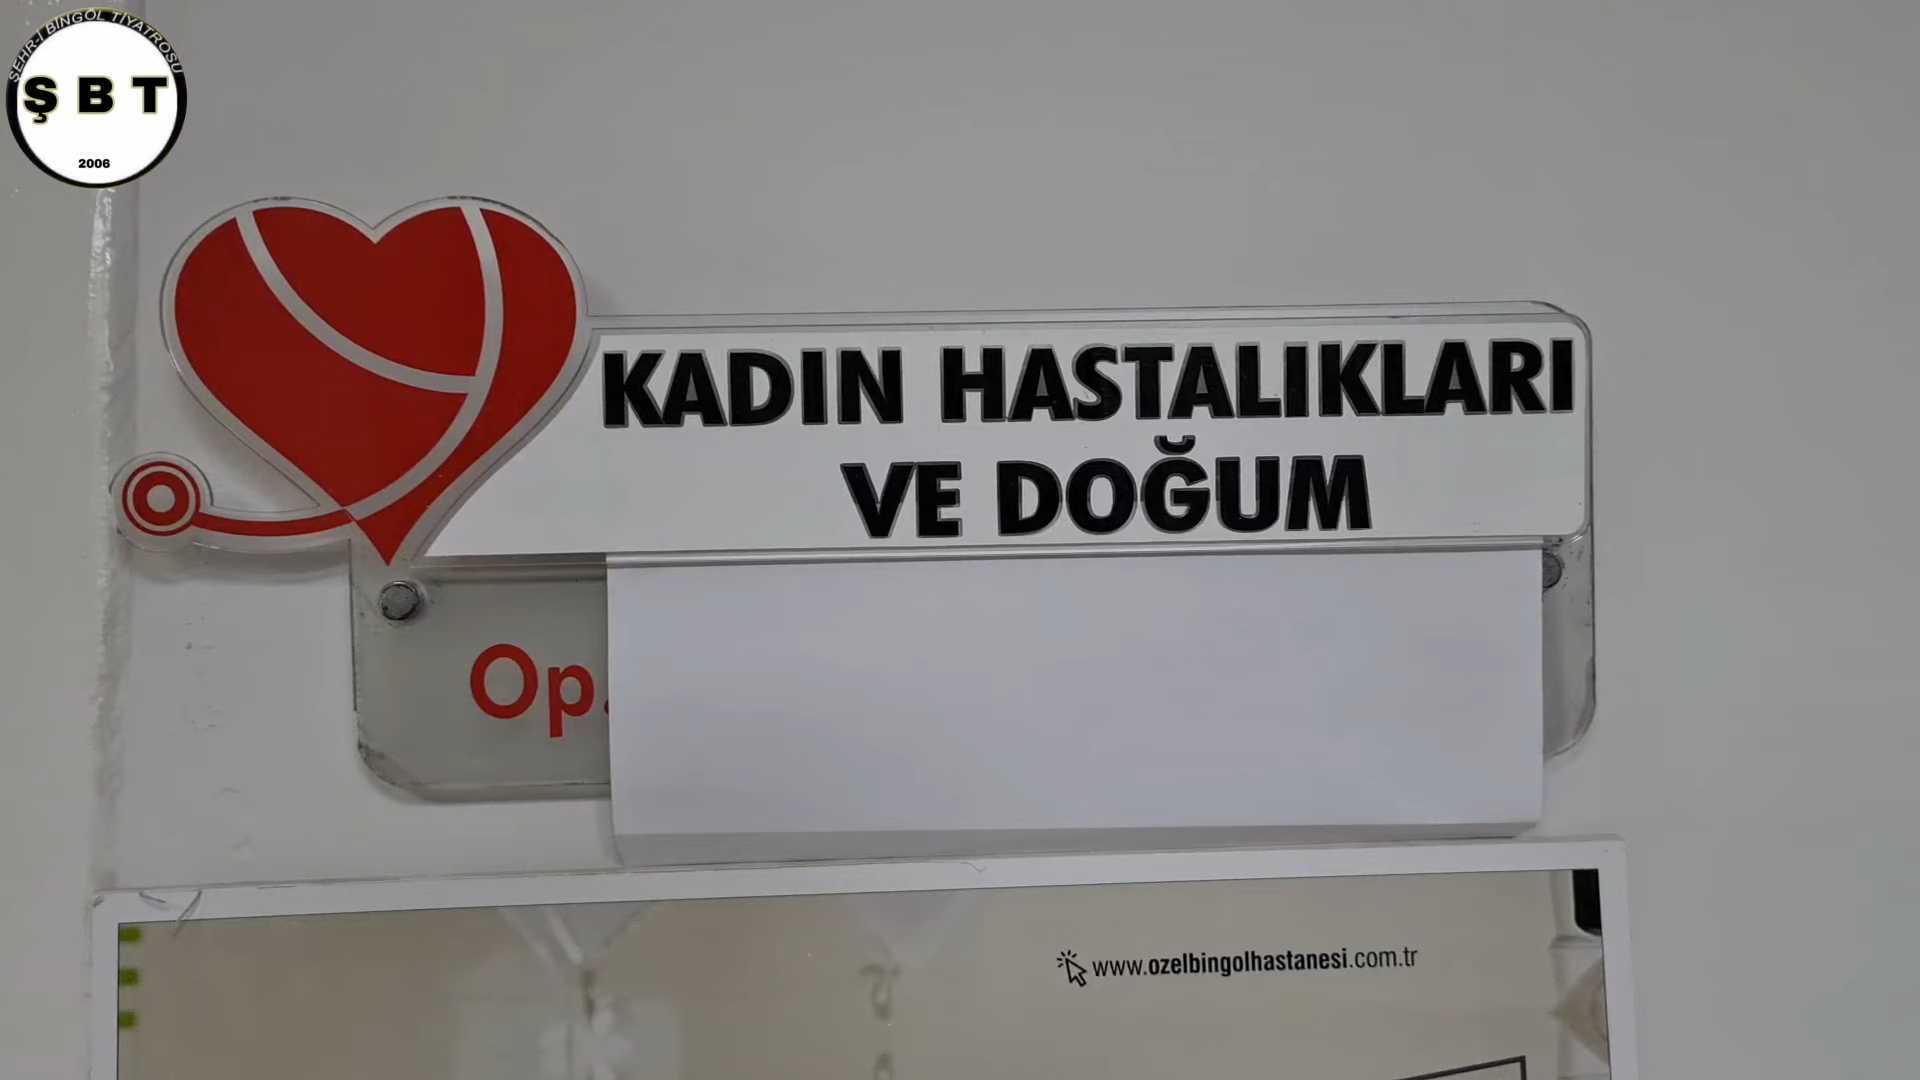 ŞEHR-İ BİNGÖL TİYATROSU
Ş B T
2006
KADIN HASTALIKLARI
VE DOĞUM
Op.
www.ozelbingolhastanesi.com.tr